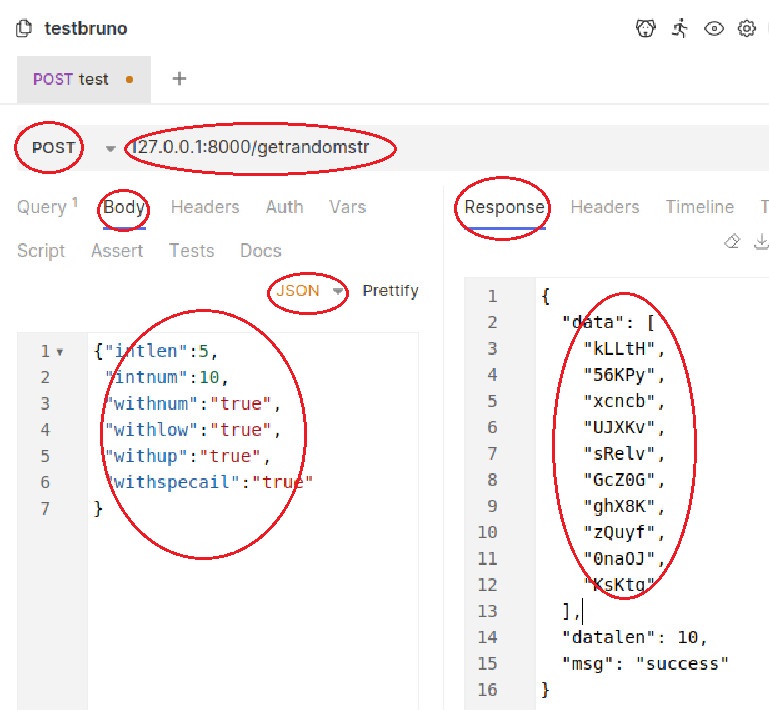 testbruno
POST test
+
POST 127.0.0.1:8000/getrandomstr
Query 1 Body Headers Auth Vars
Script Assert Tests Docs
JSON Prettify
1 {"intlen":5,
2 "intnum":10,
3 "withnum":"true",
4 "withlow":"true",
5 "withup":"true",
6 "withspecail":"true"
7 }
Response Headers Timeline T
1 {
2 "data": [
3 "kLLtH",
4 "56KPy",
5 "xcncb",
6 "UJXKv",
7 "sRelv",
8 "GcZ0G",
9 "ghX8K",
10 "zQuyf",
11 "0naOJ",
12 "KsKtg"
13 ],
14 "datalen": 10,
15 "msg": "success"
16 }